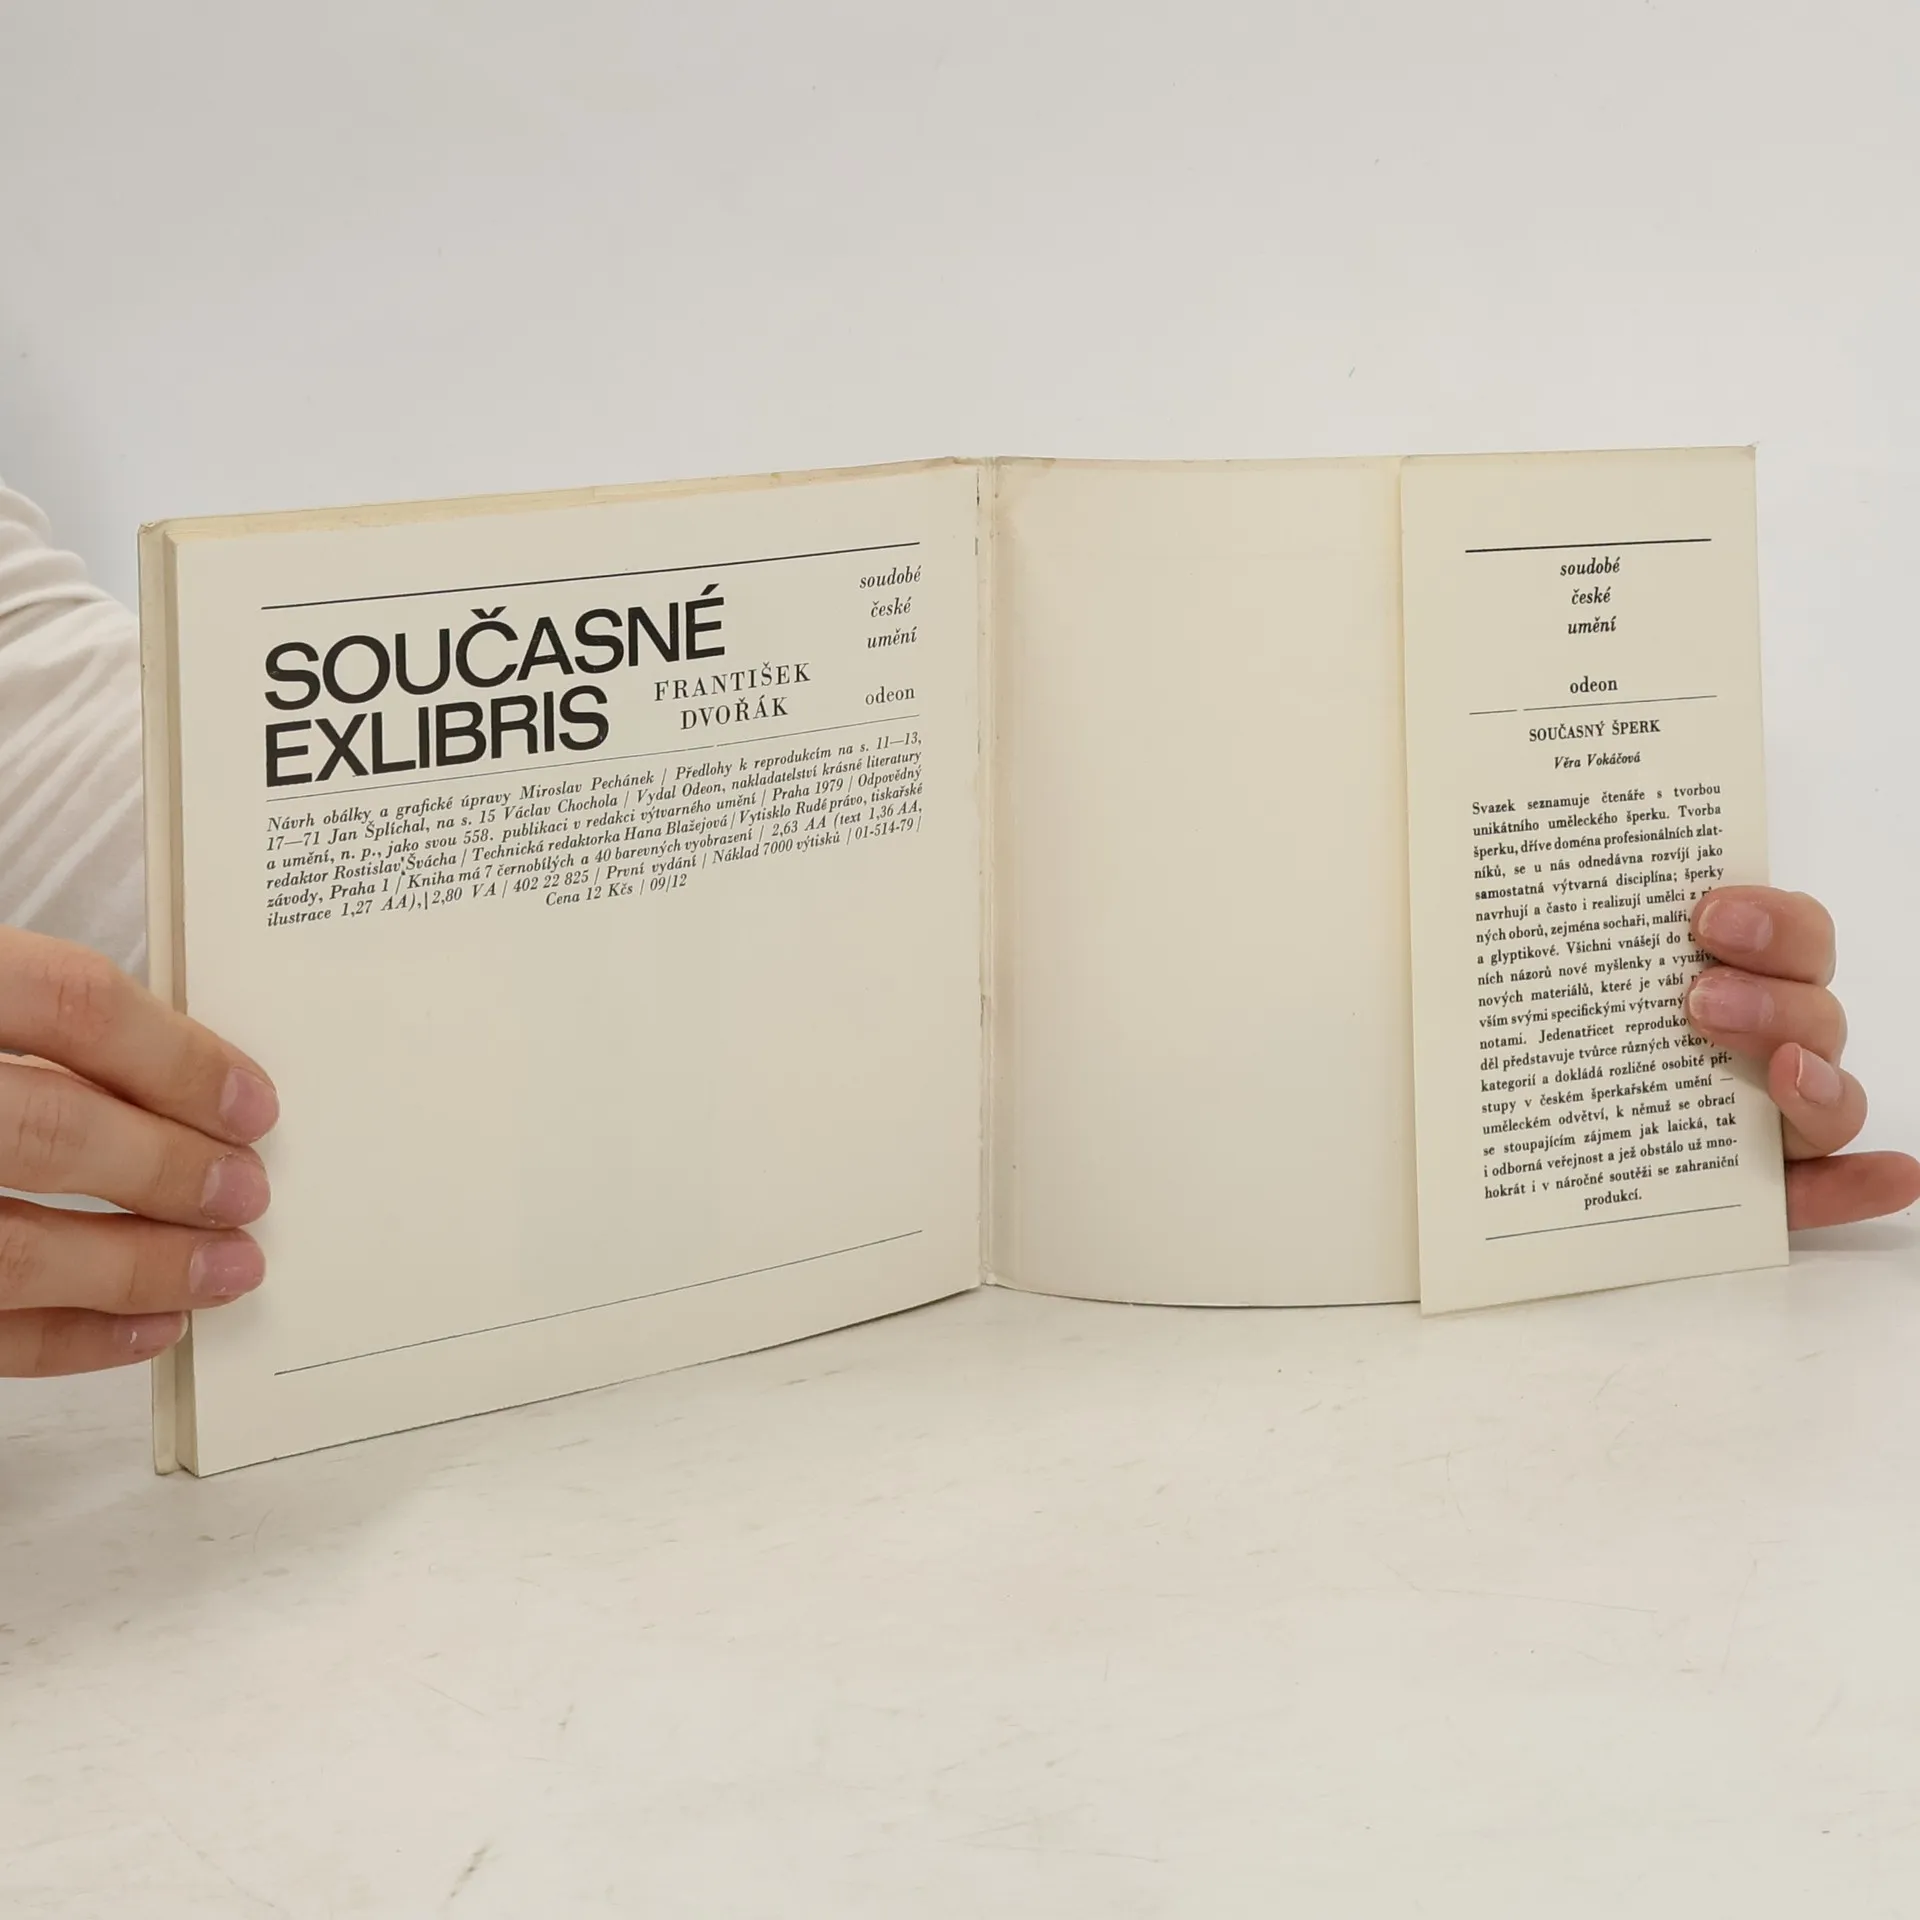 SOUČASNÉ
EXLIBRIS
FRANTIŠEK
DVOŘÁK
soudobé
české
umění
odeon
Návrh obálky a grafické úpravy Miroslav Pechánek / Předlohy k reprodukcím na s. 11—13,
17—71 Jan Šplíchal, na s. 15 Václav Chochola / Vydal Odeon, nakladatelství krásné literatury
a umění, n. p., jako svou 558. publikaci v redakci výtvarného umění / Praha 1979 / Odpovědný
redaktor Rostislav Švácha / Technická redaktorka Hana Blažejová / Vytisklo Rudé právo, tiskařské
závody, Praha 1 / Kniha má 7 černobílých a 40 barevných vyobrazení / 2,63 AA (text 1,36 AA,
ilustrace 1,27 AA), 2,80 VA / 402 22 825 / První vydání / Náklad 7000 výtisků / 01-514-79 /
Cena 12 Kčs / 09/12
soudobé
české
umění
odeon
SOUČASNÝ ŠPERK
Věra Vokáčová
Svazek seznamuje čtenáře s tvorbou
unikátního uměleckého šperku. Tvorba
šperku, dříve doména profesionálních zlat-
níků, se u nás odnedávna rozvíjí jako
samostatná výtvarná disciplína; šperky
navrhují a často i realizují umělci z
ných oborů, zejména sochaři, malíři,
a glyptikové. Všichni vnášejí do
ních názorů nové myšlenky a
nových materiálů, které je vábí
vším svými specifickými
notami. Jedenatřicet
děl představuje tvůrce různých
kategorií a dokládá rozličné osobité pří-
stupy v českém šperkařském umění —
uměleckém odvětví, k němuž se obrací
se stoupajícím zájmem jak laická, tak
i odborná veřejnost a jež obstálo už mno-
hokrát i v náročné soutěži se zahraniční
produkcí.